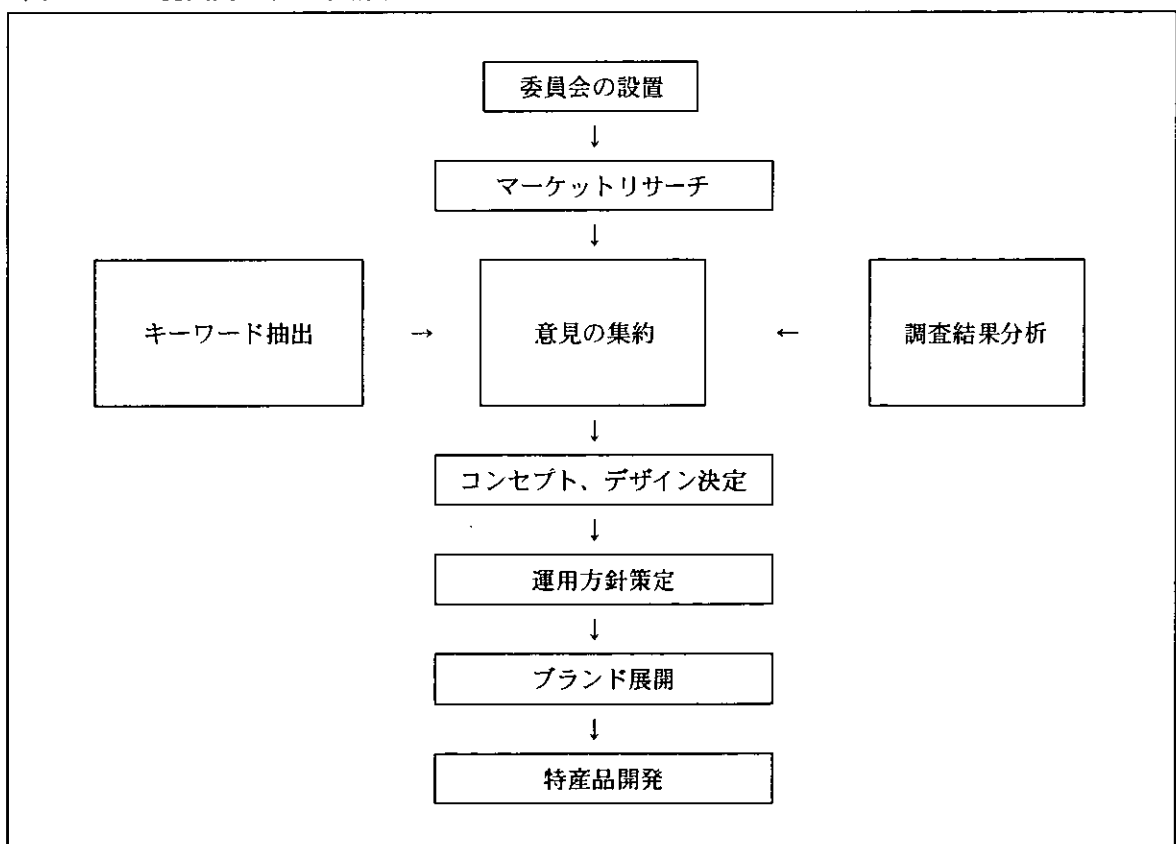 委員会の設置
↓
マーケットリサーチ
↓
キーワード抽出 → 意見の集約 ← 調査結果分析
↓
コンセプト、デザイン決定
↓
運用方針策定
↓
ブランド展開
↓
特産品開発